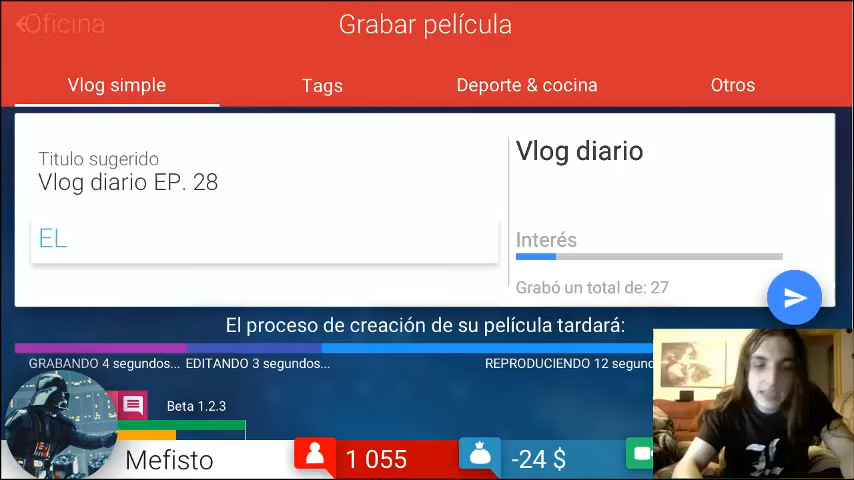 Oficina
Grabar película
Vlog simple
Tags
Deporte & cocina
Otros
Titulo sugerido
Vlog diario EP. 28
EL
Vlog diario
Interés
Grabó un total de: 27
El proceso de creación de su película tardará:
GRABANDO 4 segundos...
EDITANDO 3 segundos...
REPRODUCIENDO 12 segund
Beta 1.2.3
Mefisto
1 055
-24 $